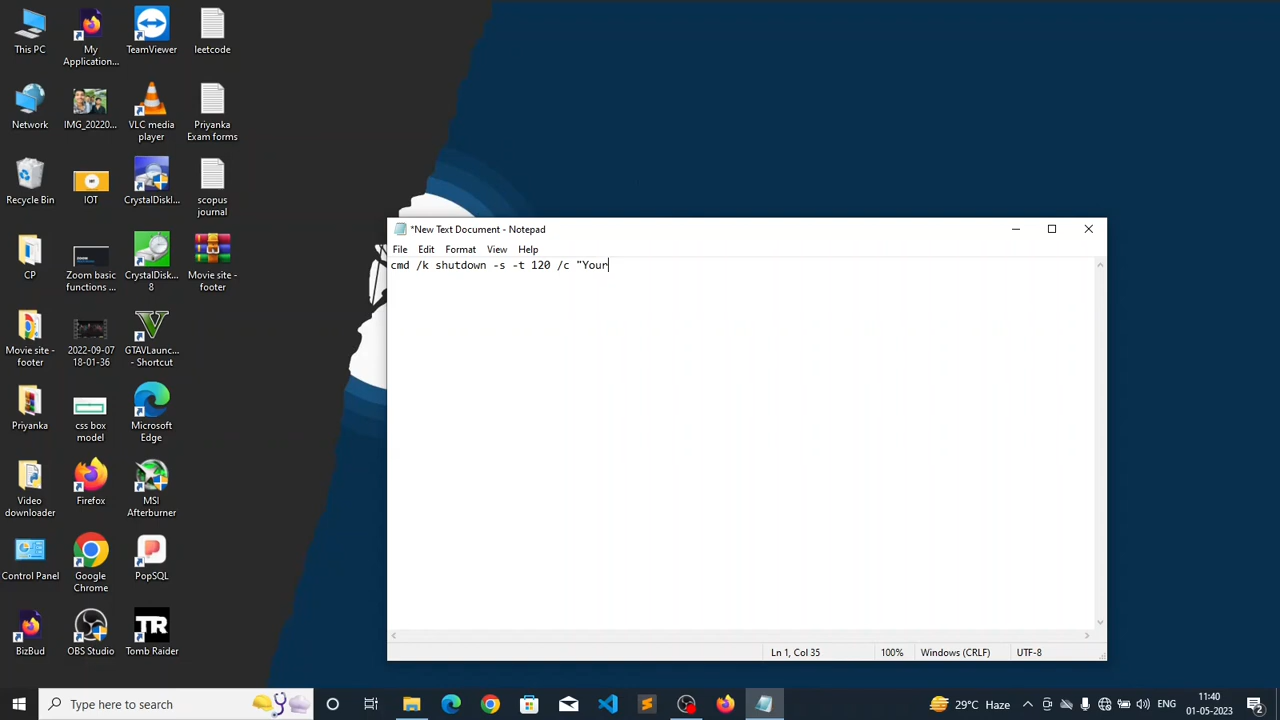 This PC
My Application...
TeamViewer
leetcode
Network
IMG_20220...
VLC media player
Priyanka Exam forms
Recycle Bin
IOT
CrystalDiskI...
scopus journal
CP
Zoom basic functions ...
CrystalDisk... 8
Movie site - footer
Movie site - footer
2022-09-07 18-01-36
GTAVLaunc... - Shortcut
Priyanka
css box model
Microsoft Edge
Video downloader
Firefox
MSI Afterburner
Control Panel
Google Chrome
PopSQL
BizBud
OBS Studio
TR
Tomb Raider
*New Text Document - Notepad
File Edit Format View Help
cmd /k shutdown -s -t 120 /c "Your
Ln 1, Col 35 100% Windows (CRLF) UTF-8
Type here to search
29°C Haze
11:40
01-05-2023
2